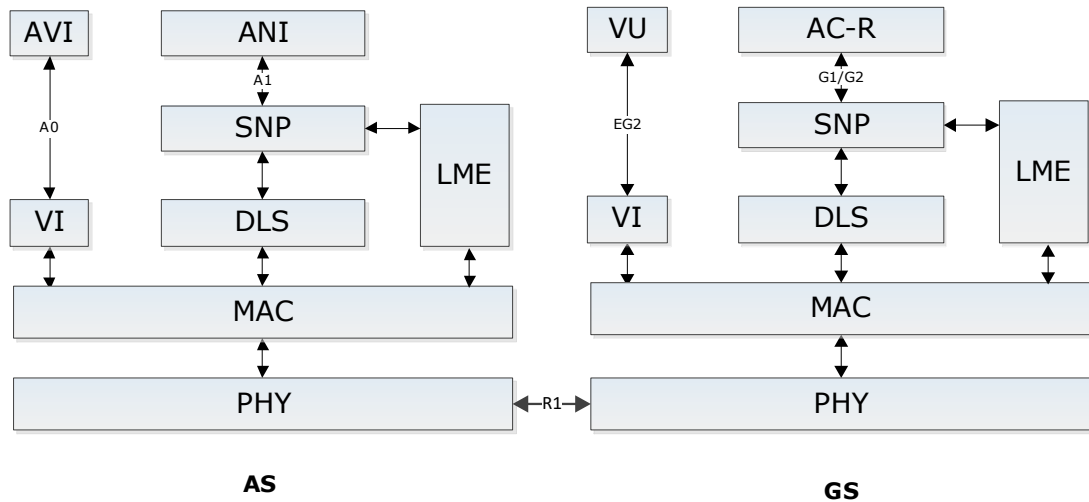 AVI ANI VU AC-R
A1 G1/G2
A0 SNP EG2 SNP
LME LME
VI DLS VI DLS
MAC MAC
PHY R1 PHY
AS GS